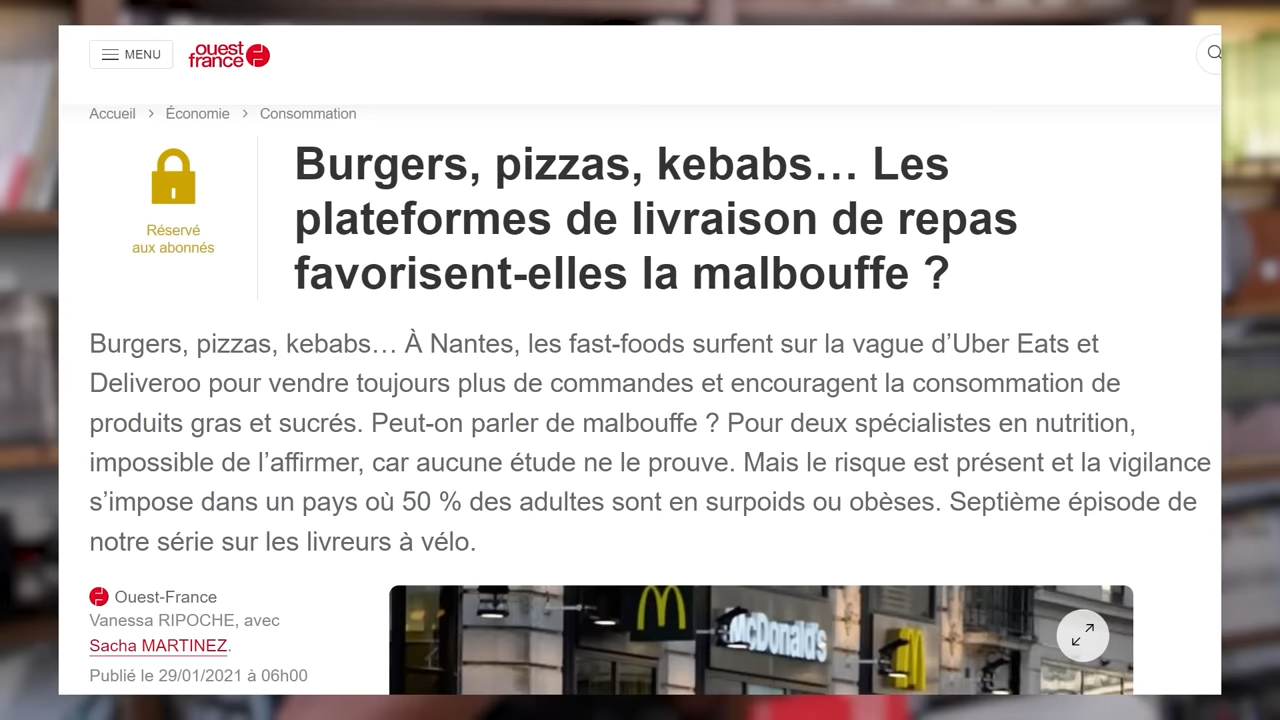 MENU
ouest
france
Accueil > Économie > Consommation
Réservé
aux abonnés
Burgers, pizzas, kebabs… Les
plateformes de livraison de repas
favorisent-elles la malbouffe ?
Burgers, pizzas, kebabs… À Nantes, les fast-foods surfent sur la vague d’Uber Eats et
Deliveroo pour vendre toujours plus de commandes et encouragent la consommation de
produits gras et sucrés. Peut-on parler de malbouffe ? Pour deux spécialistes en nutrition,
impossible de l’affirmer, car aucune étude ne le prouve. Mais le risque est présent et la vigilance
s’impose dans un pays où 50 % des adultes sont en surpoids ou obèses. Septième épisode de
notre série sur les livreurs à vélo.
Ouest-France
Vanessa RIPOCHE, avec
Sacha MARTINEZ.
Publié le 29/01/2021 à 06h00
McDonald's